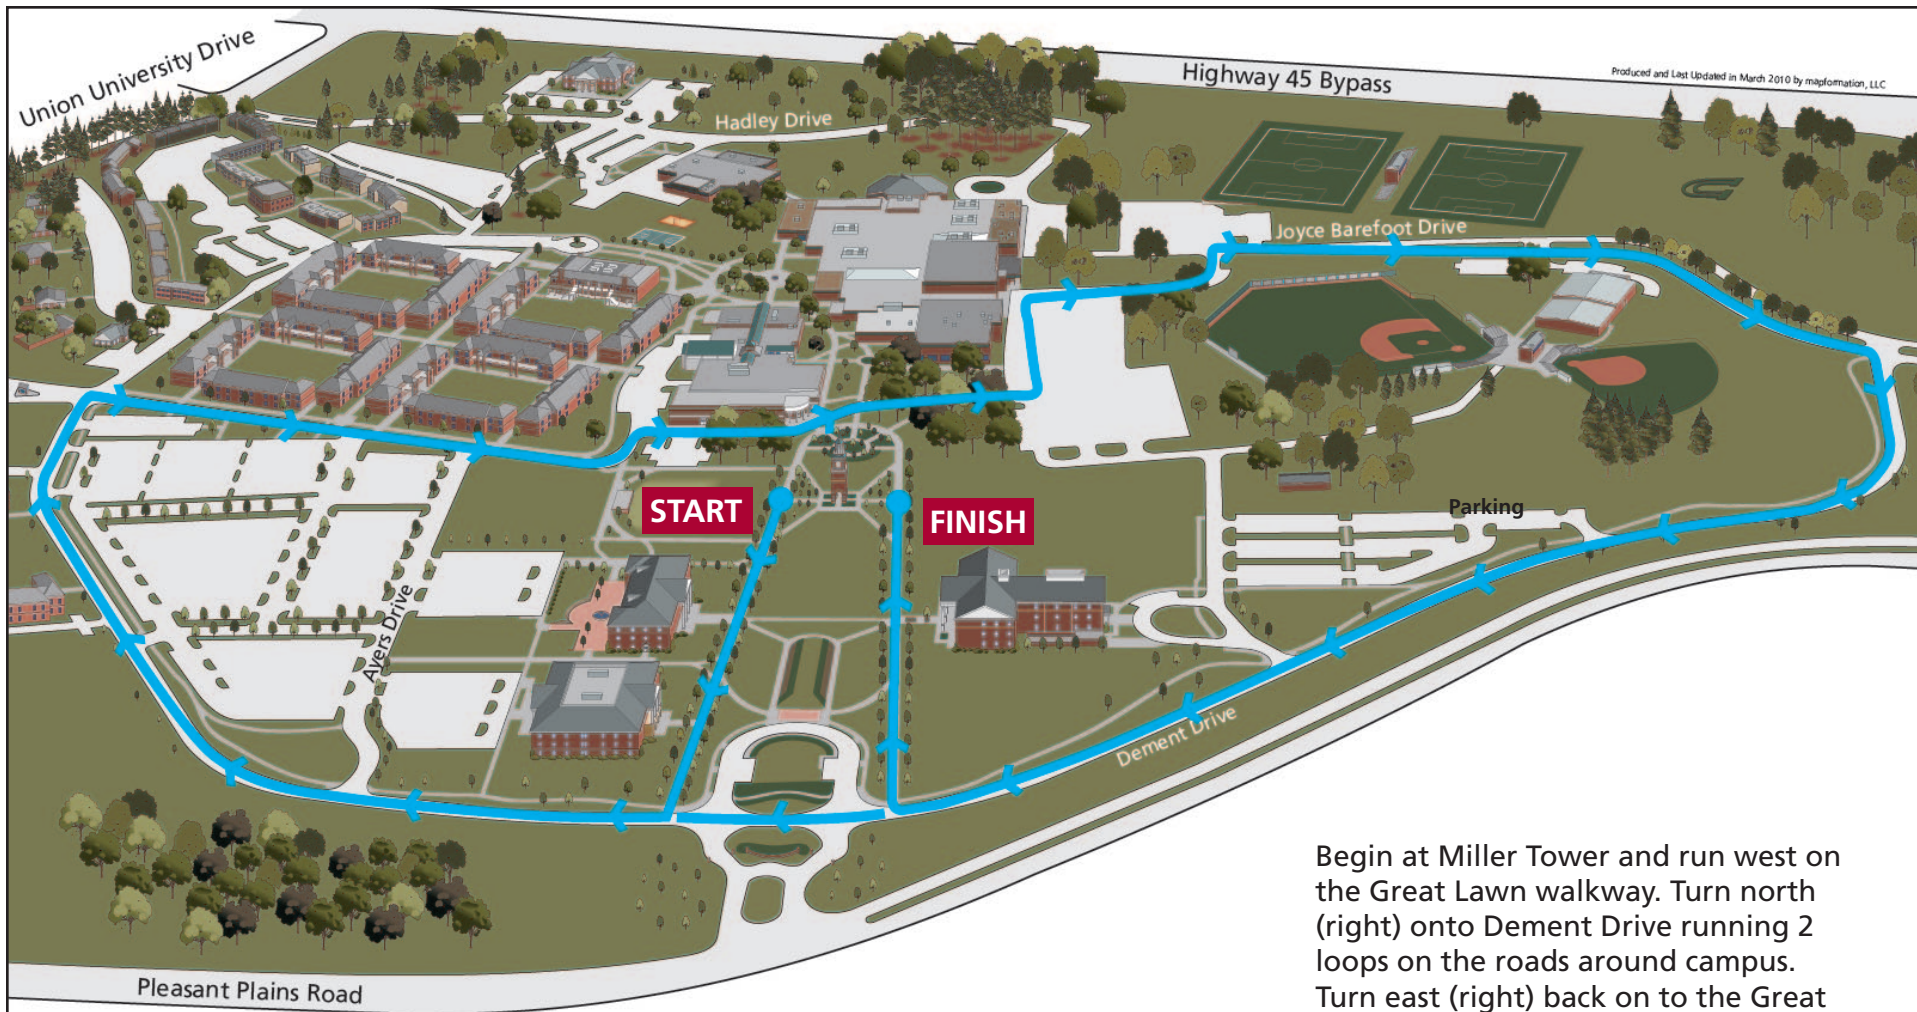 Union University Drive
Highway 45 Bypass
Produced and Last Updated in March 2010 by mapformation, LLC
Hadley Drive
Joyce Barefoot Drive
START
FINISH
Parking
Ayers Drive
Dement Drive
Pleasant Plains Road
Begin at Miller Tower and run west on
the Great Lawn walkway. Turn north
(right) onto Dement Drive running 2
loops on the roads around campus.
Turn east (right) back on to the Great